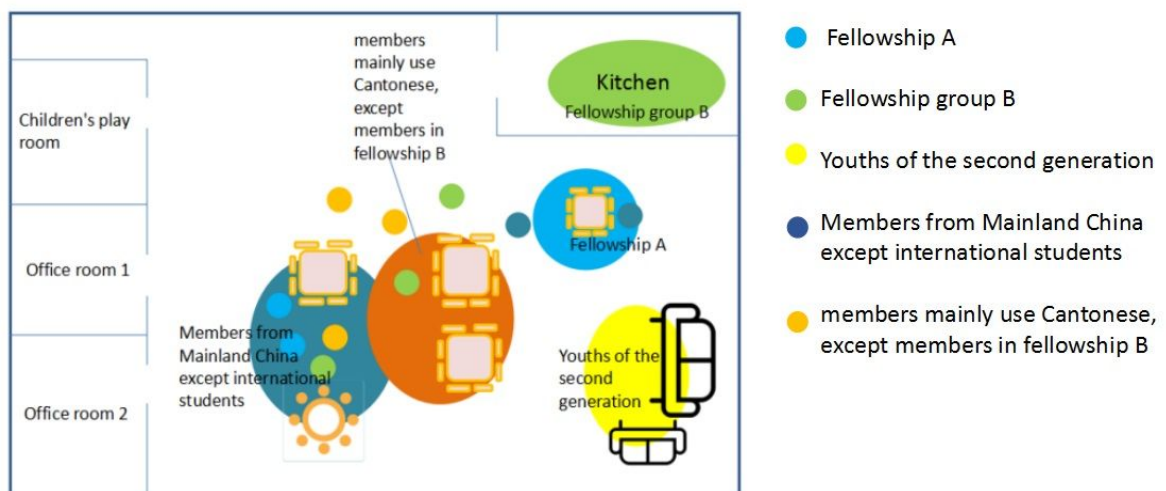 members
mainly use
Cantonese,
except
members in
fellowship B
Kitchen
Fellowship group B
Children's play
room
Office room 1
Office room 2
Fellowship A
Members from
Mainland China
except international
students
Youths of the
second
generation
Fellowship A
Fellowship group B
Youths of the second generation
Members from Mainland China
except international students
members mainly use Cantonese,
except members in fellowship B